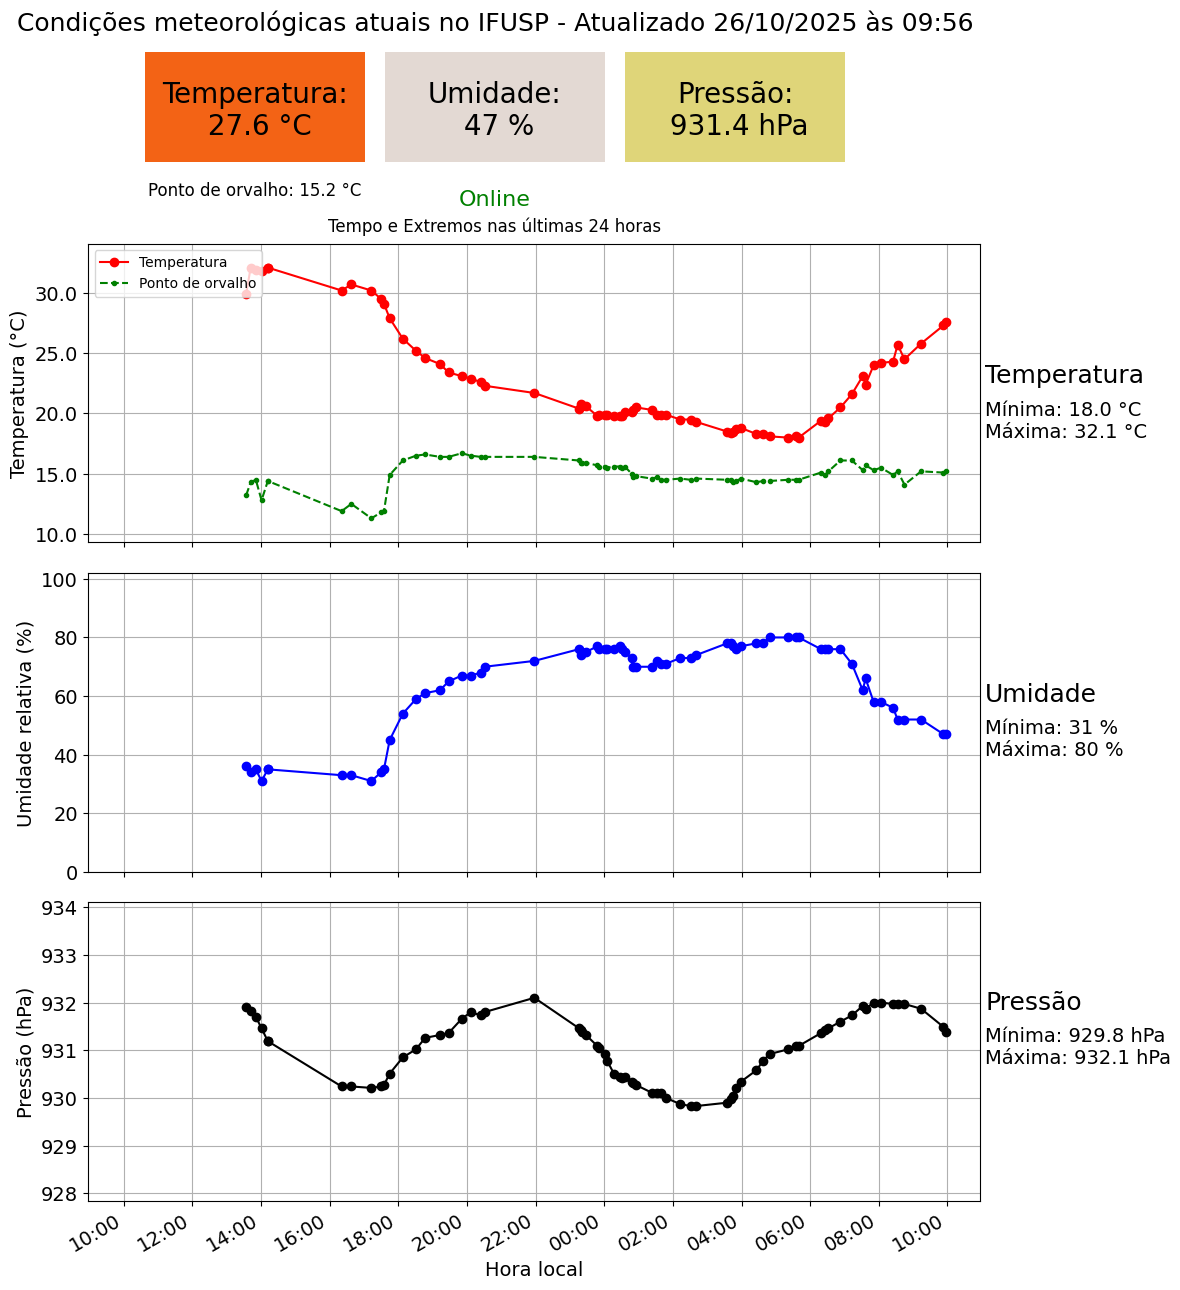 Condições meteorológicas atuais no IFUSP - Atualizado 26/10/2025 às 09:56
Temperatura:
27.6 °C
Umidade:
47 %
Pressão:
931.4 hPa
Ponto de orvalho: 15.2 °C
Online
Tempo e Extremos nas últimas 24 horas
Temperatura
Ponto de orvalho
Temperatura (°C)
30.0
25.0
20.0
15.0
10.0
Temperatura
Mínima: 18.0 °C
Máxima: 32.1 °C
Umidade relativa (%)
100
80
60
40
20
0
Umidade
Mínima: 31 %
Máxima: 80 %
Pressão (hPa)
934
933
932
931
930
929
928
Pressão
Mínima: 929.8 hPa
Máxima: 932.1 hPa
10:00
12:00
14:00
16:00
18:00
20:00
22:00
00:00
02:00
04:00
06:00
08:00
10:00
Hora local